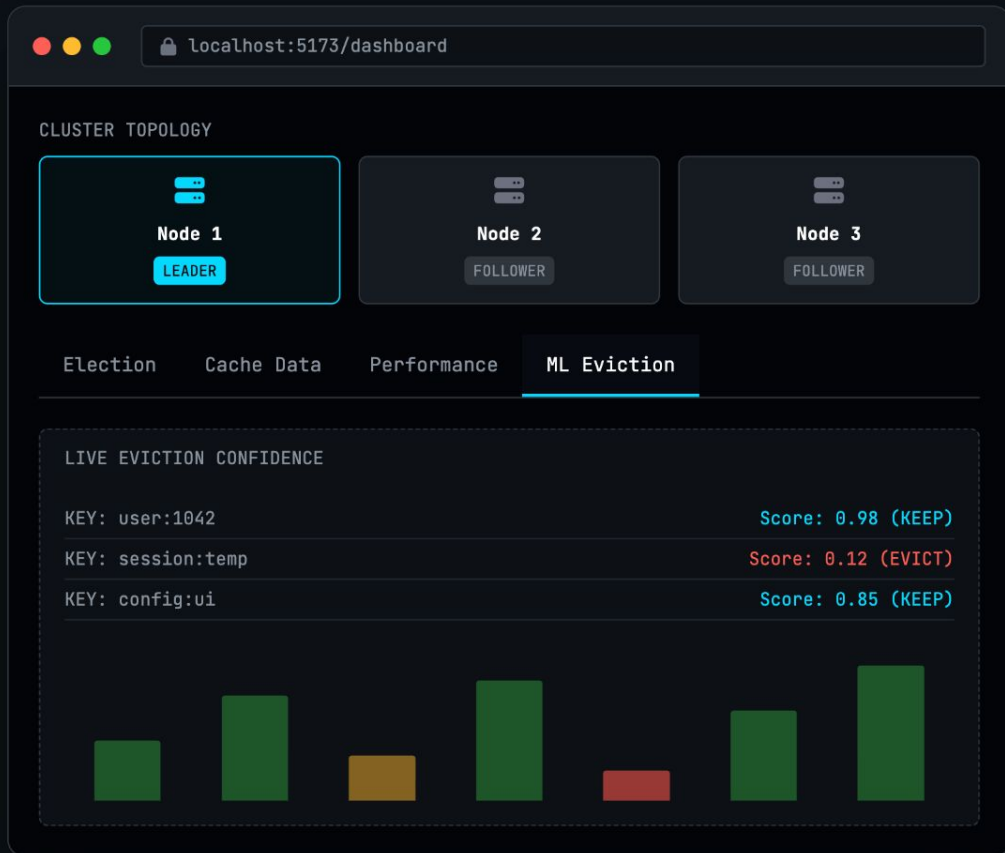 localhost:5173/dashboard
CLUSTER TOPOLOGY
Node 1
LEADER
Node 2
FOLLOWER
Node 3
FOLLOWER
Election
Cache Data
Performance
ML Eviction
LIVE EVICTION CONFIDENCE
KEY: user:1042 Score: 0.98 (KEEP)
KEY: session:temp Score: 0.12 (EVICT)
KEY: config:ui Score: 0.85 (KEEP)